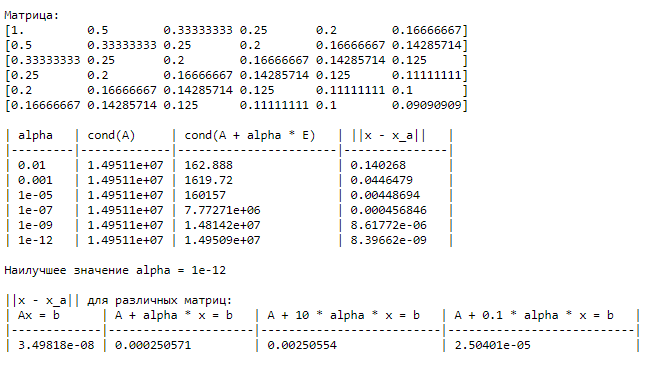 Матрица:
[1. 0.5 0.33333333 0.25 0.2 0.16666667]
[0.5 0.33333333 0.25 0.2 0.16666667 0.14285714]
[0.33333333 0.25 0.2 0.16666667 0.14285714 0.125 ]
[0.25 0.2 0.16666667 0.14285714 0.125 0.11111111]
[0.2 0.16666667 0.14285714 0.125 0.11111111 0.1 ]
[0.16666667 0.14285714 0.125 0.11111111 0.1 0.09090909]
| alpha | cond(A) | cond(A + alpha * E) | ||x - x_a|| |
|---------|-------------|-----------------------|---------------|
| 0.01 | 1.49511e+07 | 162.888 | 0.140268 |
| 0.001 | 1.49511e+07 | 1619.72 | 0.0446479 |
| 1e-05 | 1.49511e+07 | 160157 | 0.00448694 |
| 1e-07 | 1.49511e+07 | 7.77271e+06 | 0.000456846 |
| 1e-09 | 1.49511e+07 | 1.48142e+07 | 8.61772e-06 |
| 1e-12 | 1.49511e+07 | 1.49509e+07 | 8.39662e-09 |
Наилучшее значение alpha = 1e-12
||x - x_a|| для различных матриц:
| Ax = b | A + alpha * x = b | A + 10 * alpha * x = b | A + 0.1 * alpha * x = b |
|-------------|---------------------|--------------------------|---------------------------|
| 3.49818e-08 | 0.000250571 | 0.00250554 | 2.50401e-05 |